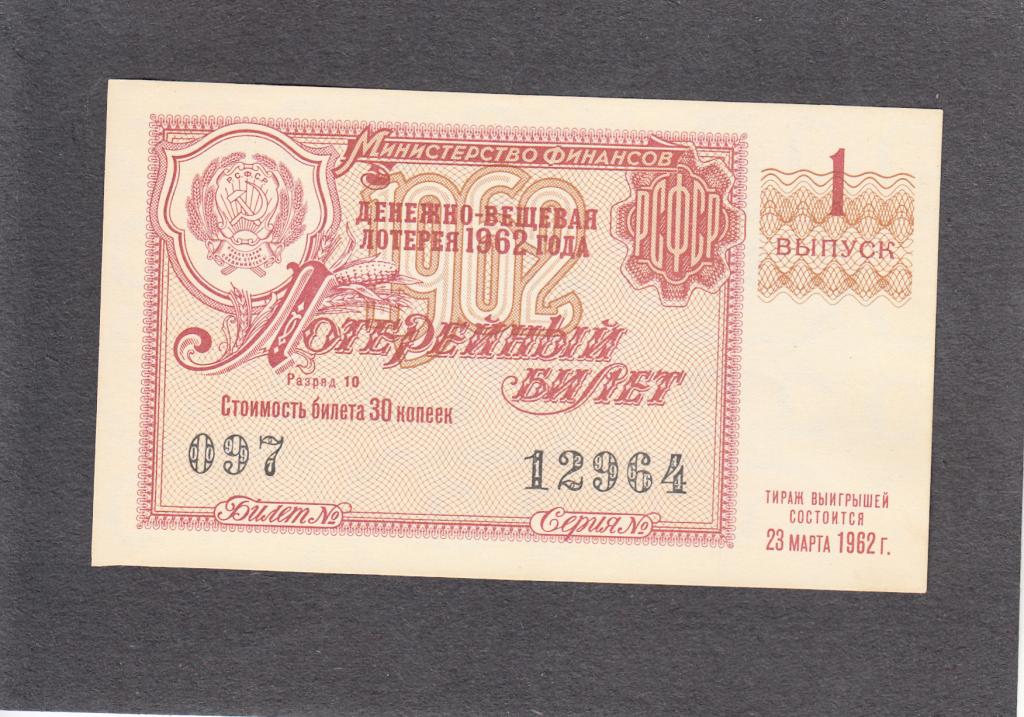 РСФСР
МИНИСТЕРСТВО ФИНАНСОВ
РСФСР
1962
ДЕНЕЖНО-ВЕЩЕВАЯ
ЛОТЕРЕЯ 1962 ГОДА
1
ВЫПУСК
ЛОТЕРЕЙНЫЙ
БИЛЕТ
Разряд 10
Стоимость билета 30 копеек
097
12964
Билет №
Серия №
ТИРАЖ ВЫИГРЫШЕЙ
СОСТОИТСЯ
23 МАРТА 1962 г.